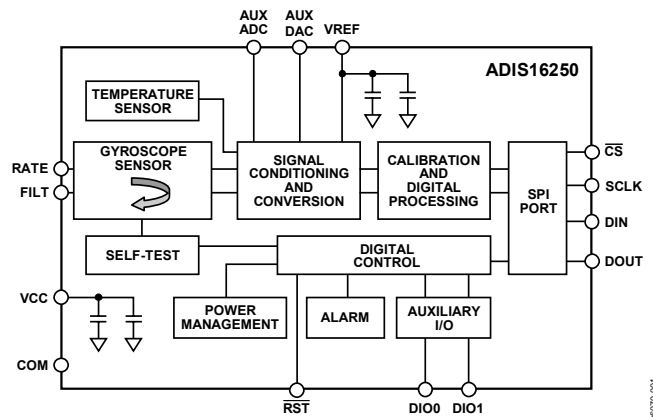 AUX
ADC
AUX
DAC
VREF
ADIS16250
TEMPERATURE
SENSOR
RATE
FILT
GYROSCOPE
SENSOR
SIGNAL
CONDITIONING
AND
CONVERSION
CALIBRATION
AND
DIGITAL
PROCESSING
SPI
PORT
CS
SCLK
DIN
DOUT
SELF-TEST
DIGITAL
CONTROL
VCC
POWER
MANAGEMENT
ALARM
AUXILIARY
I/O
COM
RST
DIO0
DIO1